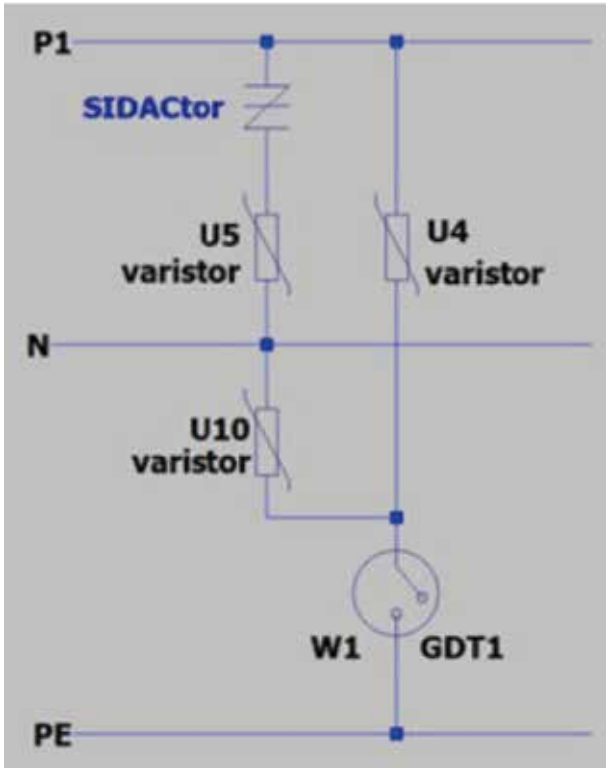 P1
SIDACtor
U5
varistor
U4
varistor
N
U10
varistor
W1 GDT1
PE